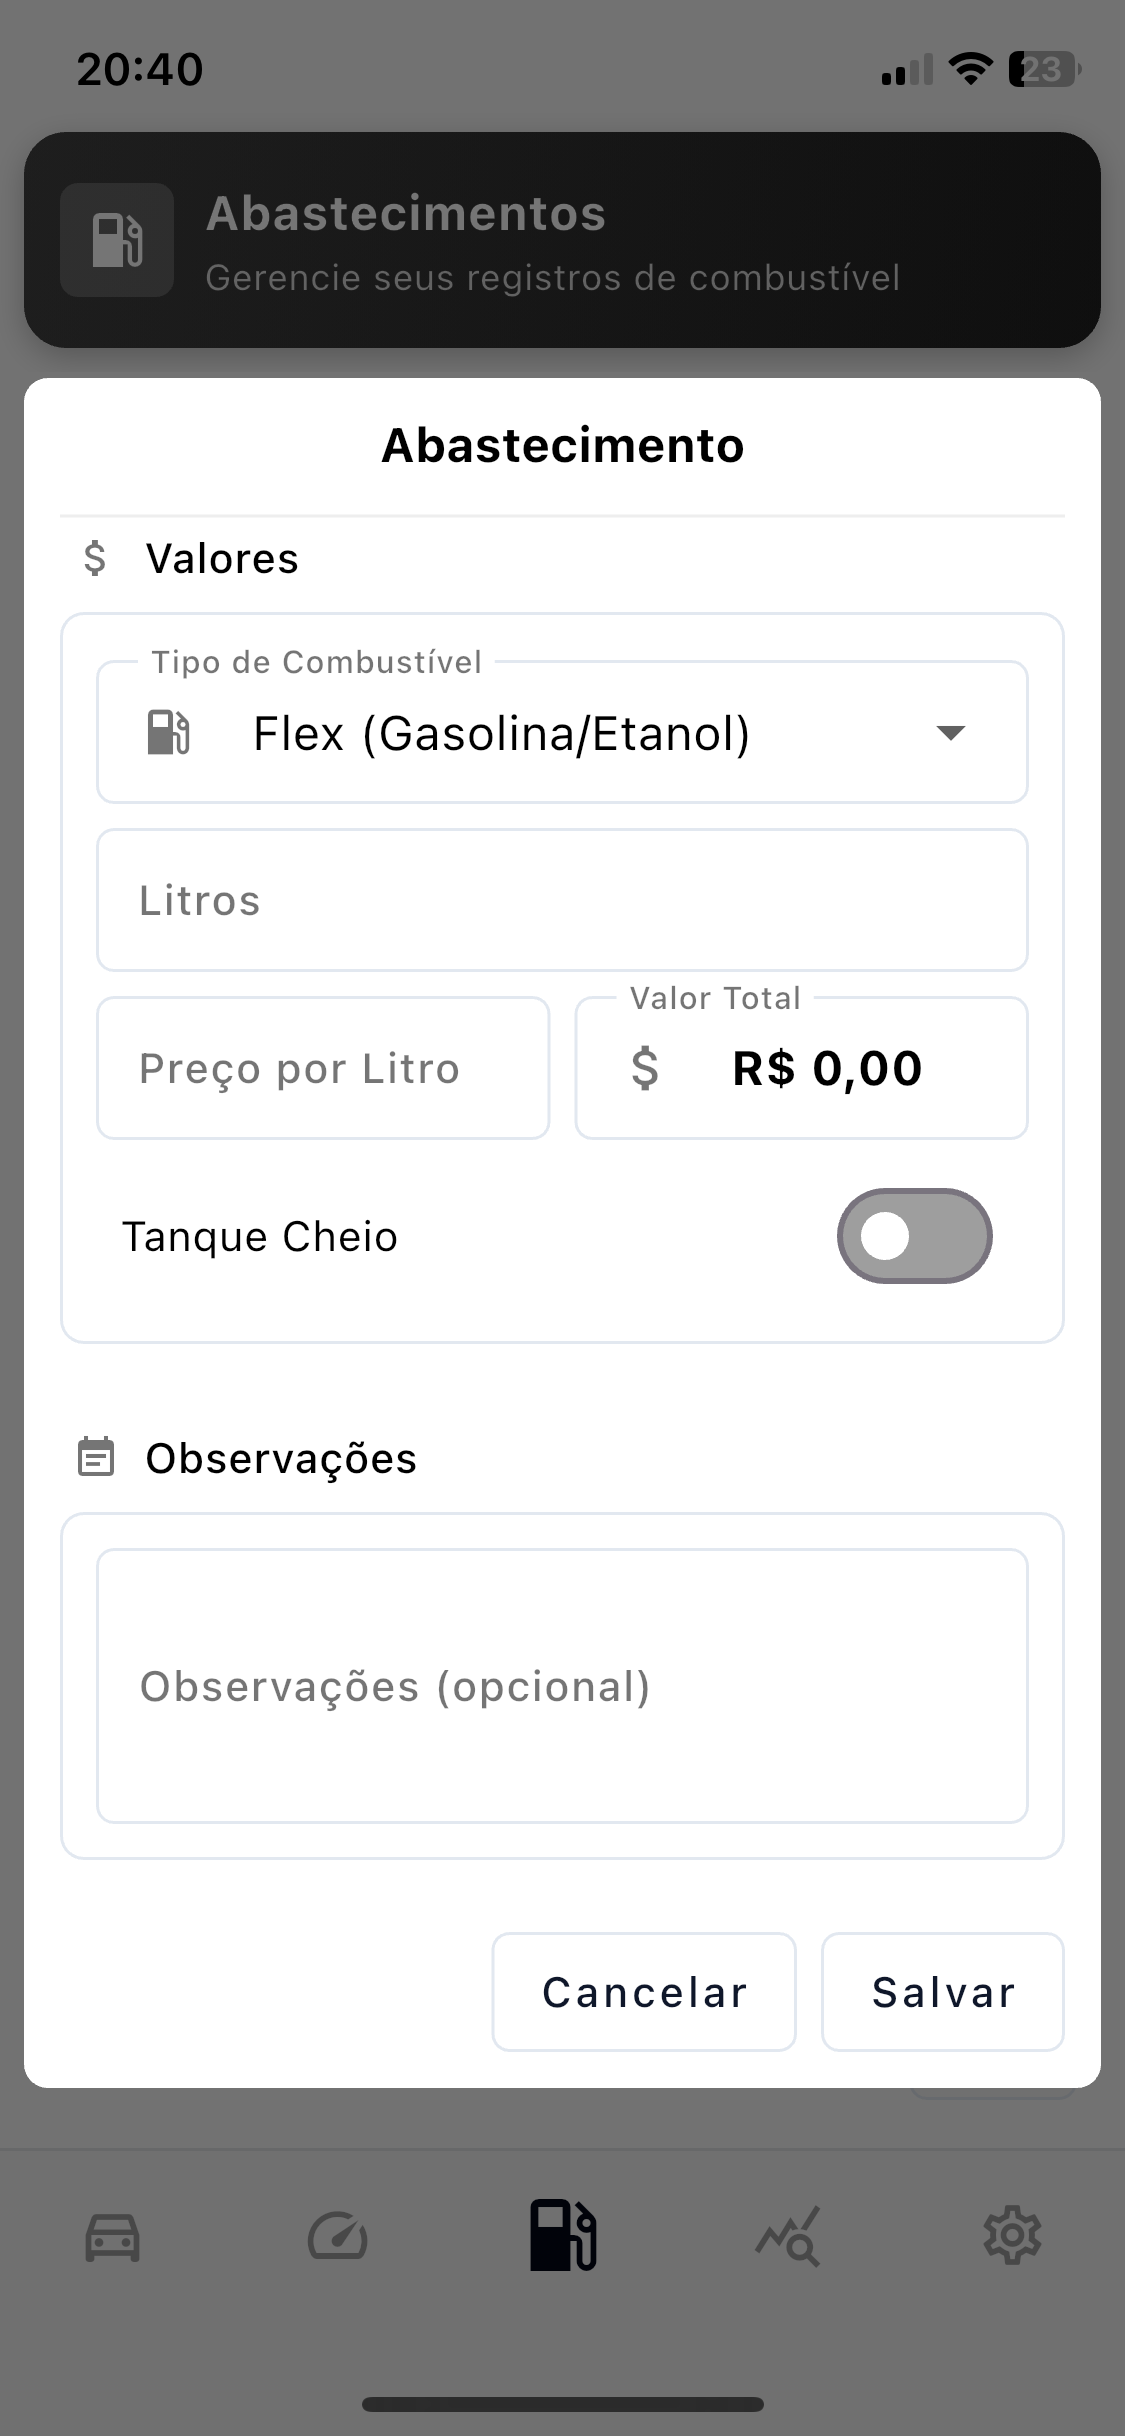 20:40
23
Abastecimentos
Gerencie seus registros de combustível
Abastecimento
$ Valores
Tipo de Combustível
Flex (Gasolina/Etanol)
Litros
Preço por Litro
Valor Total
$ R$ 0,00
Tanque Cheio
Observações
Observações (opcional)
Cancelar
Salvar